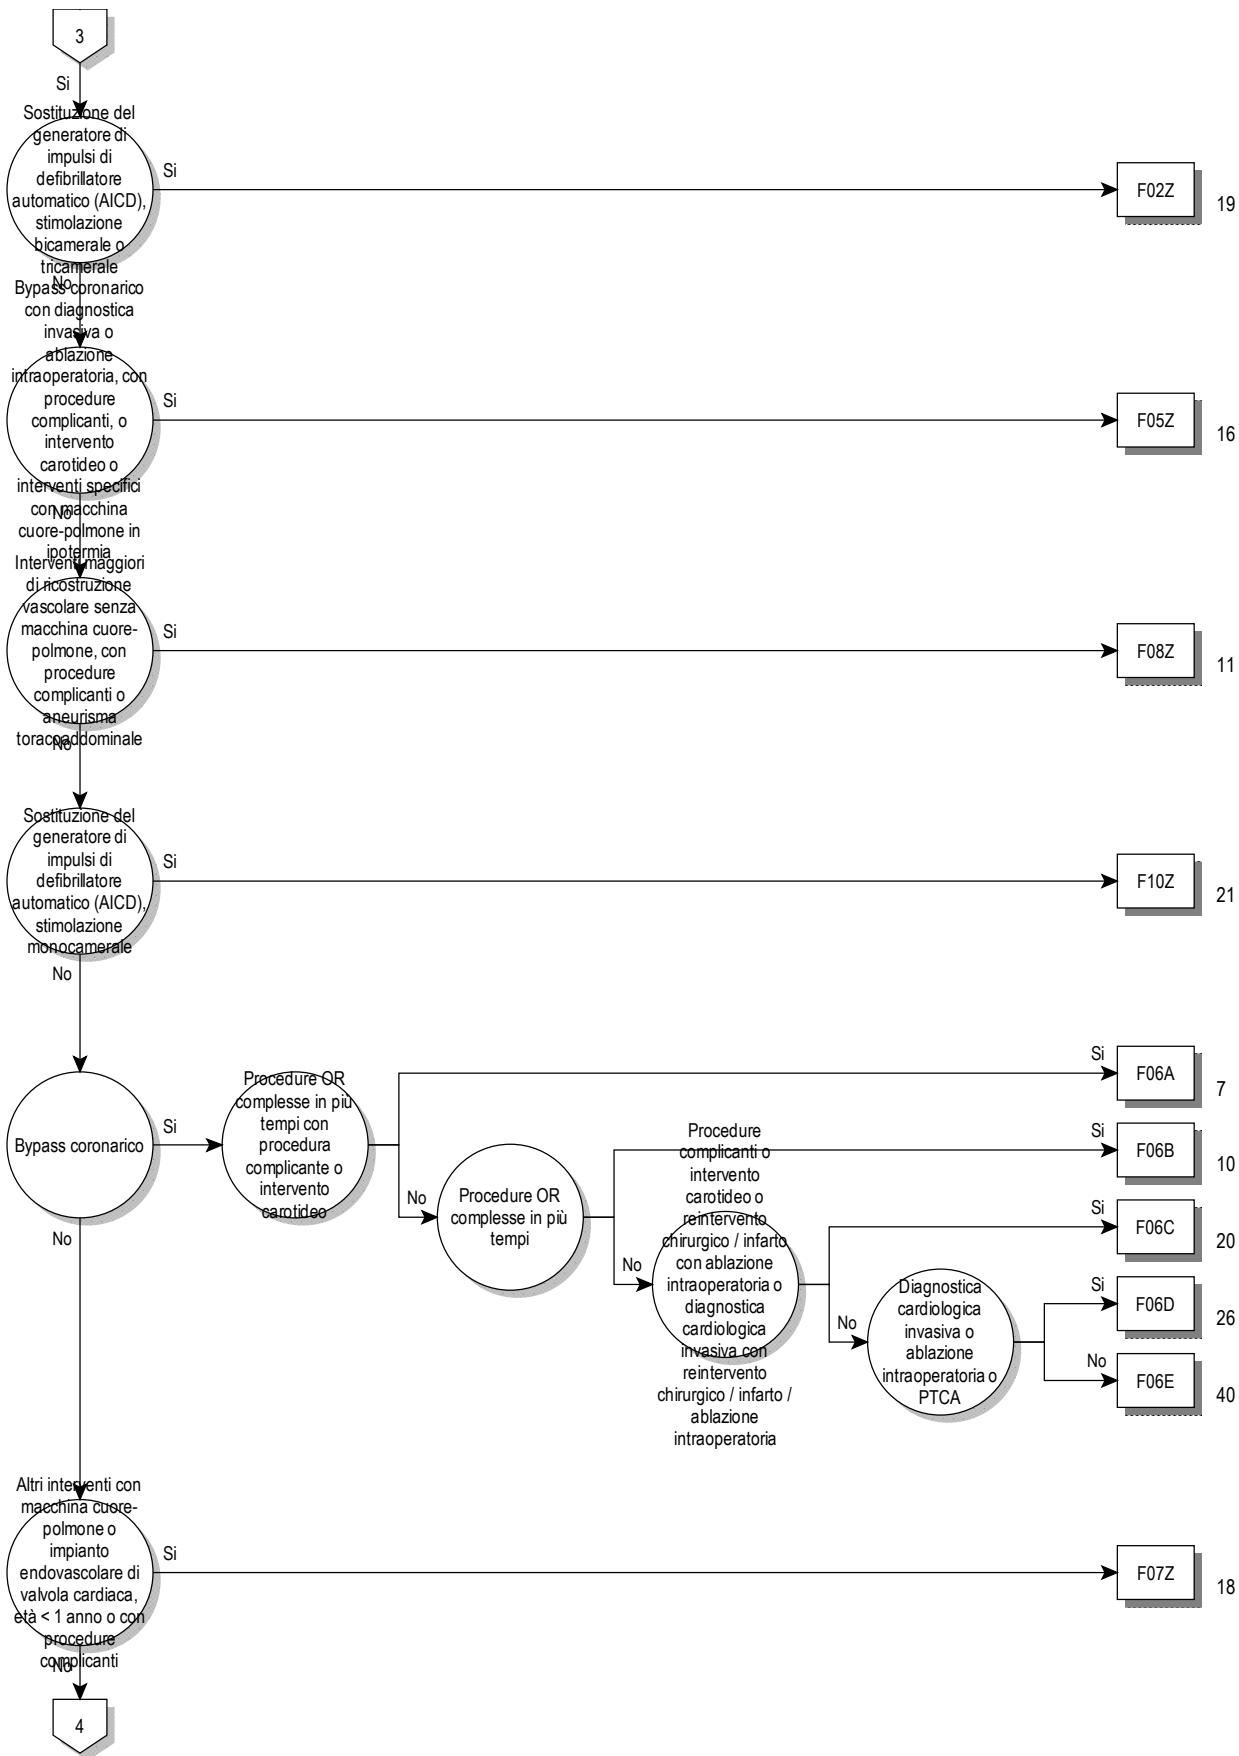 3
Si
Sostituzione del
generatore di
impulsi di
defibrillatore
automatico (AICD),
stimolazione
bicamerale o
tricamerale
Si
F02Z
19
No
Bypass coronarico
con diagnostica
invasiva o
ablazione
intraoperatoria, con
procedure
complicanti, o
intervento
carotideo o
interventi specifici
con macchina
cuore-polmone in
ipotermia
Si
F05Z
16
No
Interventi maggiori
di ricostruzione
vascolare senza
macchina cuore-
polmone, con
procedure
complicanti o
aneurisma
toracoaddominale
Si
F08Z
11
No
Sostituzione del
generatore di
impulsi di
defibrillatore
automatico (AICD),
stimolazione
monocamerale
Si
F10Z
21
No
Bypass coronarico
Si
Procedure OR
complesse in più
tempi con
procedura
complicante o
intervento
carotideo
Si
F06A
7
No
Procedure OR
complesse in più
tempi
Si
F06B
10
No
Procedure
complicanti o
intervento
carotideo o
reintervento
chirurgico / infarto
con ablazione
intraoperatoria o
diagnostica
cardiologica
invasiva con
reintervento
chirurgico / infarto /
ablazione
intraoperatoria
Si
F06C
20
No
Diagnostica
cardiologica
invasiva o
ablazione
intraoperatoria o
PTCA
Si
F06D
26
No
F06E
40
No
Altri interventi con
macchina cuore-
polmone o
impianto
endovascolare di
valvola cardiaca,
età < 1 anno o con
procedure
complicanti
Si
F07Z
18
No
4